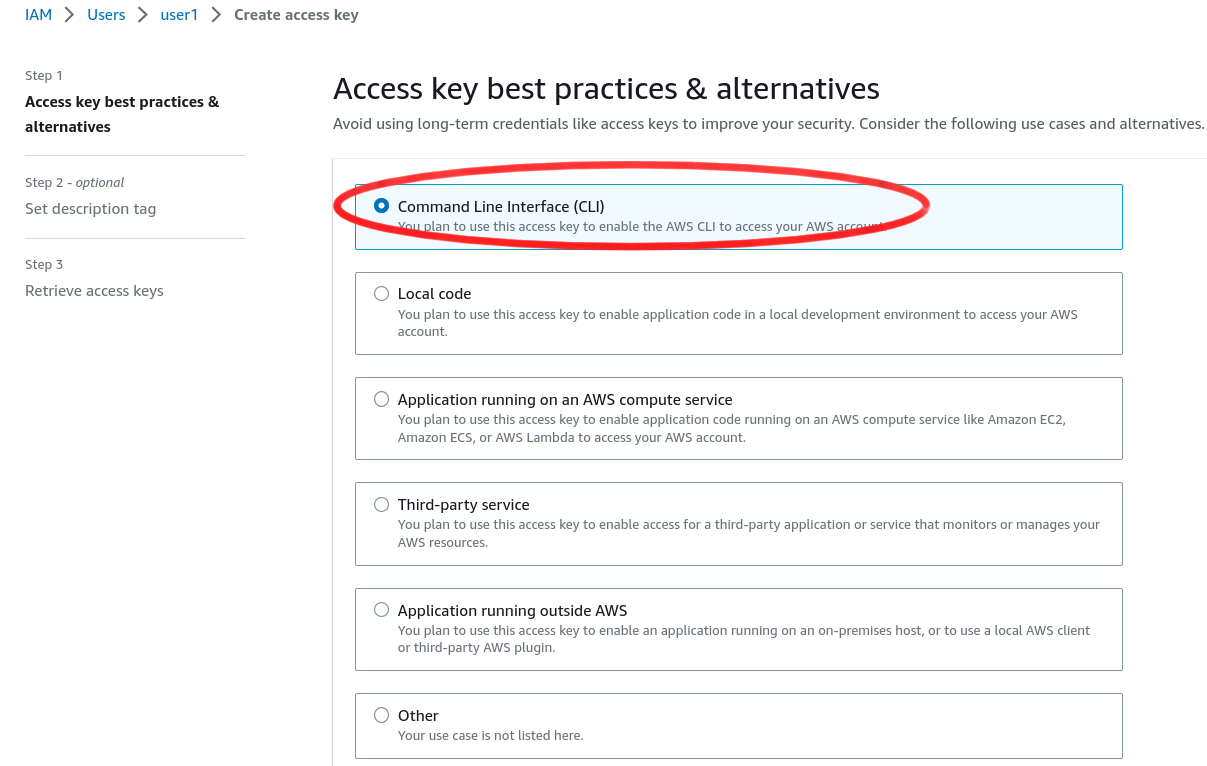 IAM > Users > user1 > Create access key
Step 1
Access key best practices &
alternatives
Step 2 - optional
Set description tag
Step 3
Retrieve access keys
Access key best practices & alternatives
Avoid using long-term credentials like access keys to improve your security. Consider the following use cases and alternatives.
Command Line Interface (CLI)
You plan to use this access key to enable the AWS CLI to access your AWS account.
Local code
You plan to use this access key to enable application code in a local development environment to access your AWS
account.
Application running on an AWS compute service
You plan to use this access key to enable application code running on an AWS compute service like Amazon EC2,
Amazon ECS, or AWS Lambda to access your AWS account.
Third-party service
You plan to use this access key to enable access for a third-party application or service that monitors or manages your
AWS resources.
Application running outside AWS
You plan to use this access key to enable an application running on an on-premises host, or to use a local AWS client
or third-party AWS plugin.
Other
Your use case is not listed here.